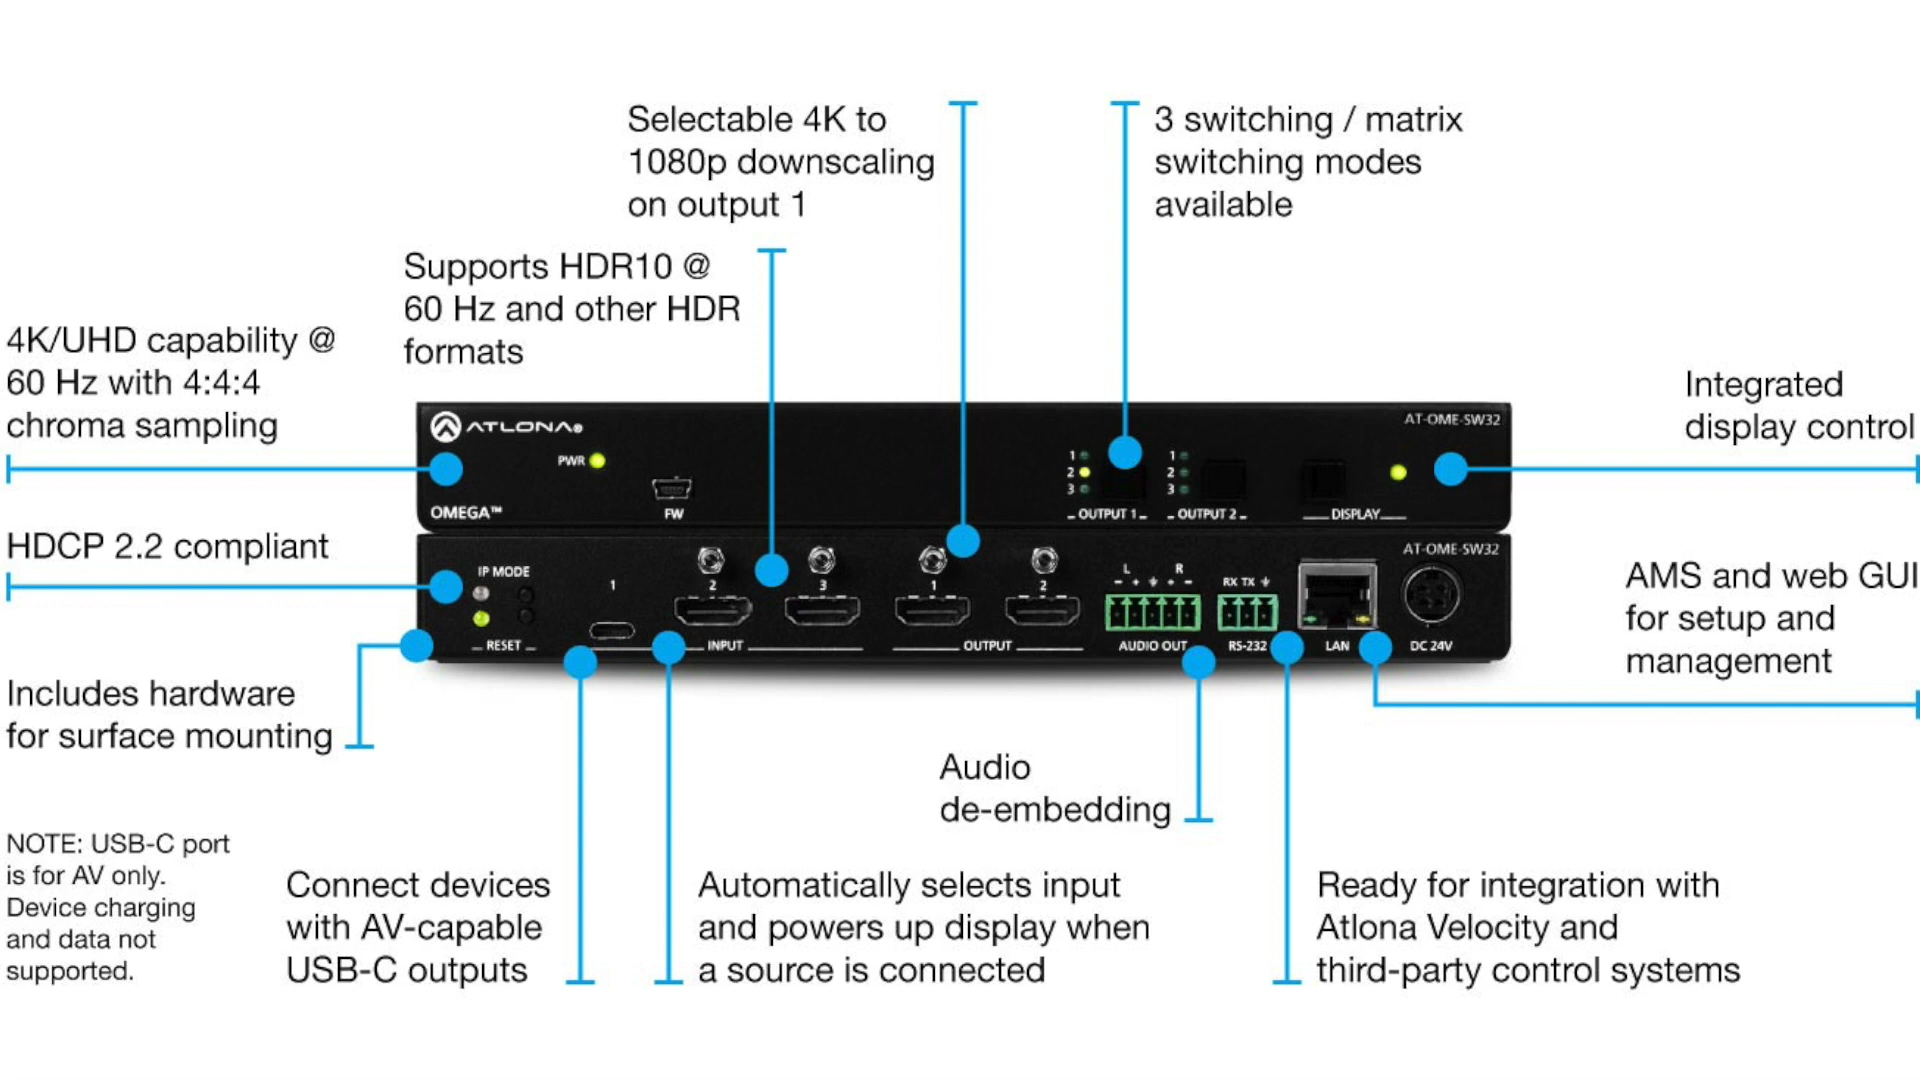 Selectable 4K to
1080p downscaling
on output 1
3 switching / matrix
switching modes
available
Supports HDR10 @
60 Hz and other HDR
formats
4K/UHD capability @
60 Hz with 4:4:4
chroma sampling
Integrated
display control
ATLONA®
AT-OME-SW32
PWR
1
2
3
1
2
3
OMEGA™
FW
OUTPUT 1
OUTPUT 2
DISPLAY
HDCP 2.2 compliant
AT-OME-SW32
IP MODE
1
2
3
1
2
L R
- + ⏚ + -
RX TX ⏚
RESET
INPUT
OUTPUT
AUDIO OUT
RS-232
LAN
DC 24V
AMS and web GUI
for setup and
management
Includes hardware
for surface mounting
Audio
de-embedding
NOTE: USB-C port
is for AV only.
Device charging
and data not
supported.
Connect devices
with AV-capable
USB-C outputs
Automatically selects input
and powers up display when
a source is connected
Ready for integration with
Atlona Velocity and
third-party control systems